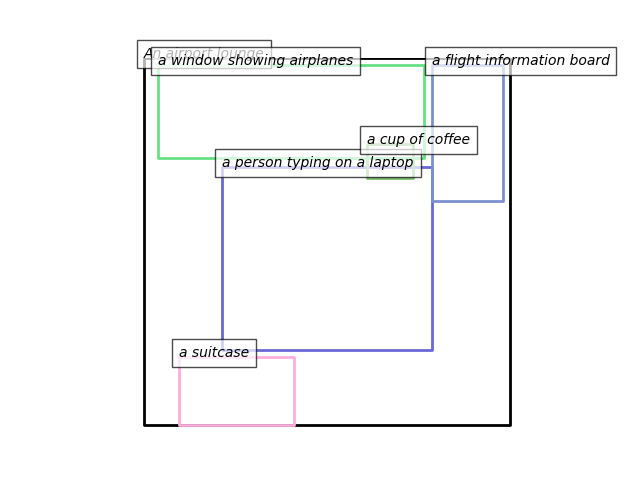 An airport lounge
a window showing airplanes
a flight information board
a cup of coffee
a person typing on a laptop
a suitcase